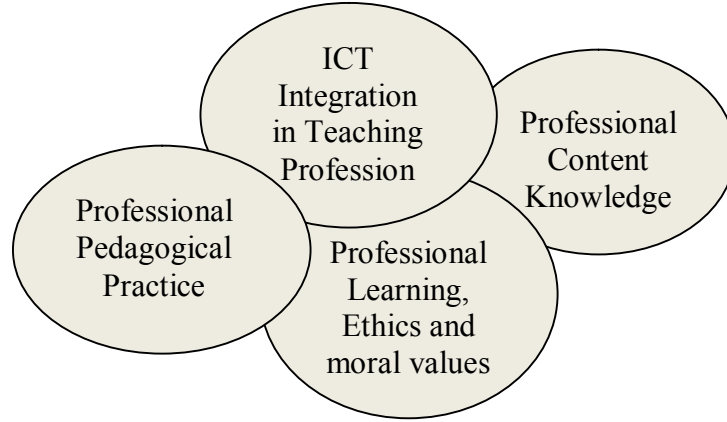 ICT
Integration
in Teaching
Profession
Professional
Content
Knowledge
Professional
Pedagogical
Practice
Professional
Learning,
Ethics and
moral values